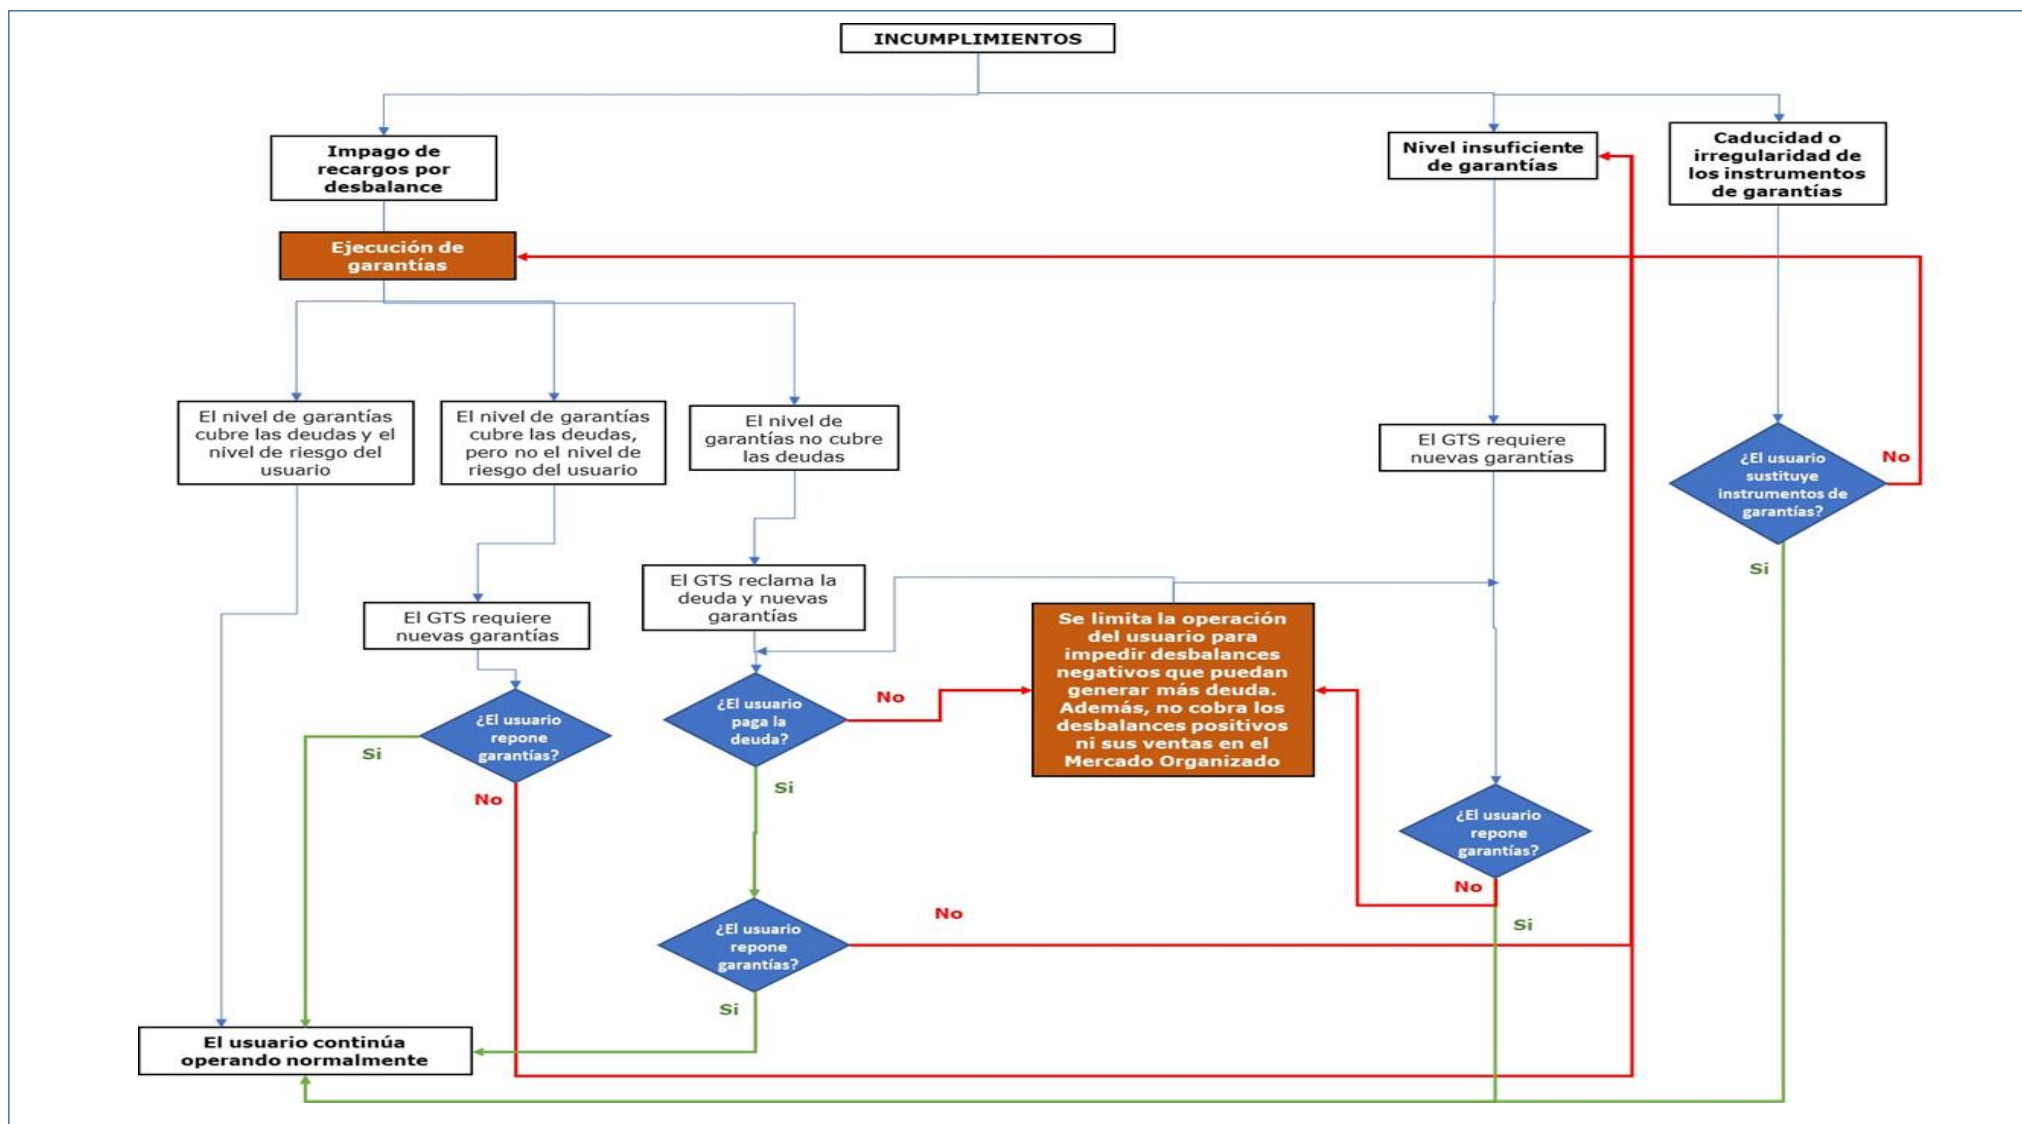 INCUMPLIMIENTOS
Impago de
recargos por
desbalance
Nivel insuficiente
de garantías
Caducidad o
irregularidad de
los instrumentos
de garantías
Ejecución de
garantías
El nivel de garantías
cubre las deudas y el
nivel de riesgo del
usuario
El nivel de garantías
cubre las deudas,
pero no el nivel de
riesgo del usuario
El nivel de
garantías no cubre
las deudas
El GTS requiere
nuevas garantías
¿El usuario
sustituye
instrumentos de
garantías?
No
Si
El GTS requiere
nuevas garantías
El GTS reclama la
deuda y nuevas
garantías
Se limita la operación
del usuario para
impedir desbalances
negativos que puedan
generar más deuda.
Además, no cobra los
desbalances positivos
ni sus ventas en el
Mercado Organizado
¿El usuario
repone
garantías?
Si
No
¿El usuario
paga la
deuda?
No
Si
¿El usuario
repone
garantías?
No
Si
¿El usuario
repone
garantías?
No
Si
El usuario continúa
operando normalmente